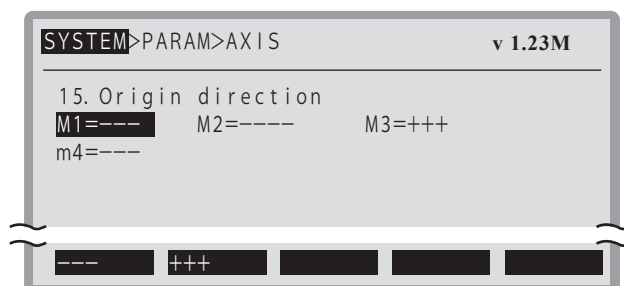 SYSTEM>PARAM>AXIS v 1.23M
15. Origin direction
M1=--- M2=---- M3=+++
m4=---
--- +++